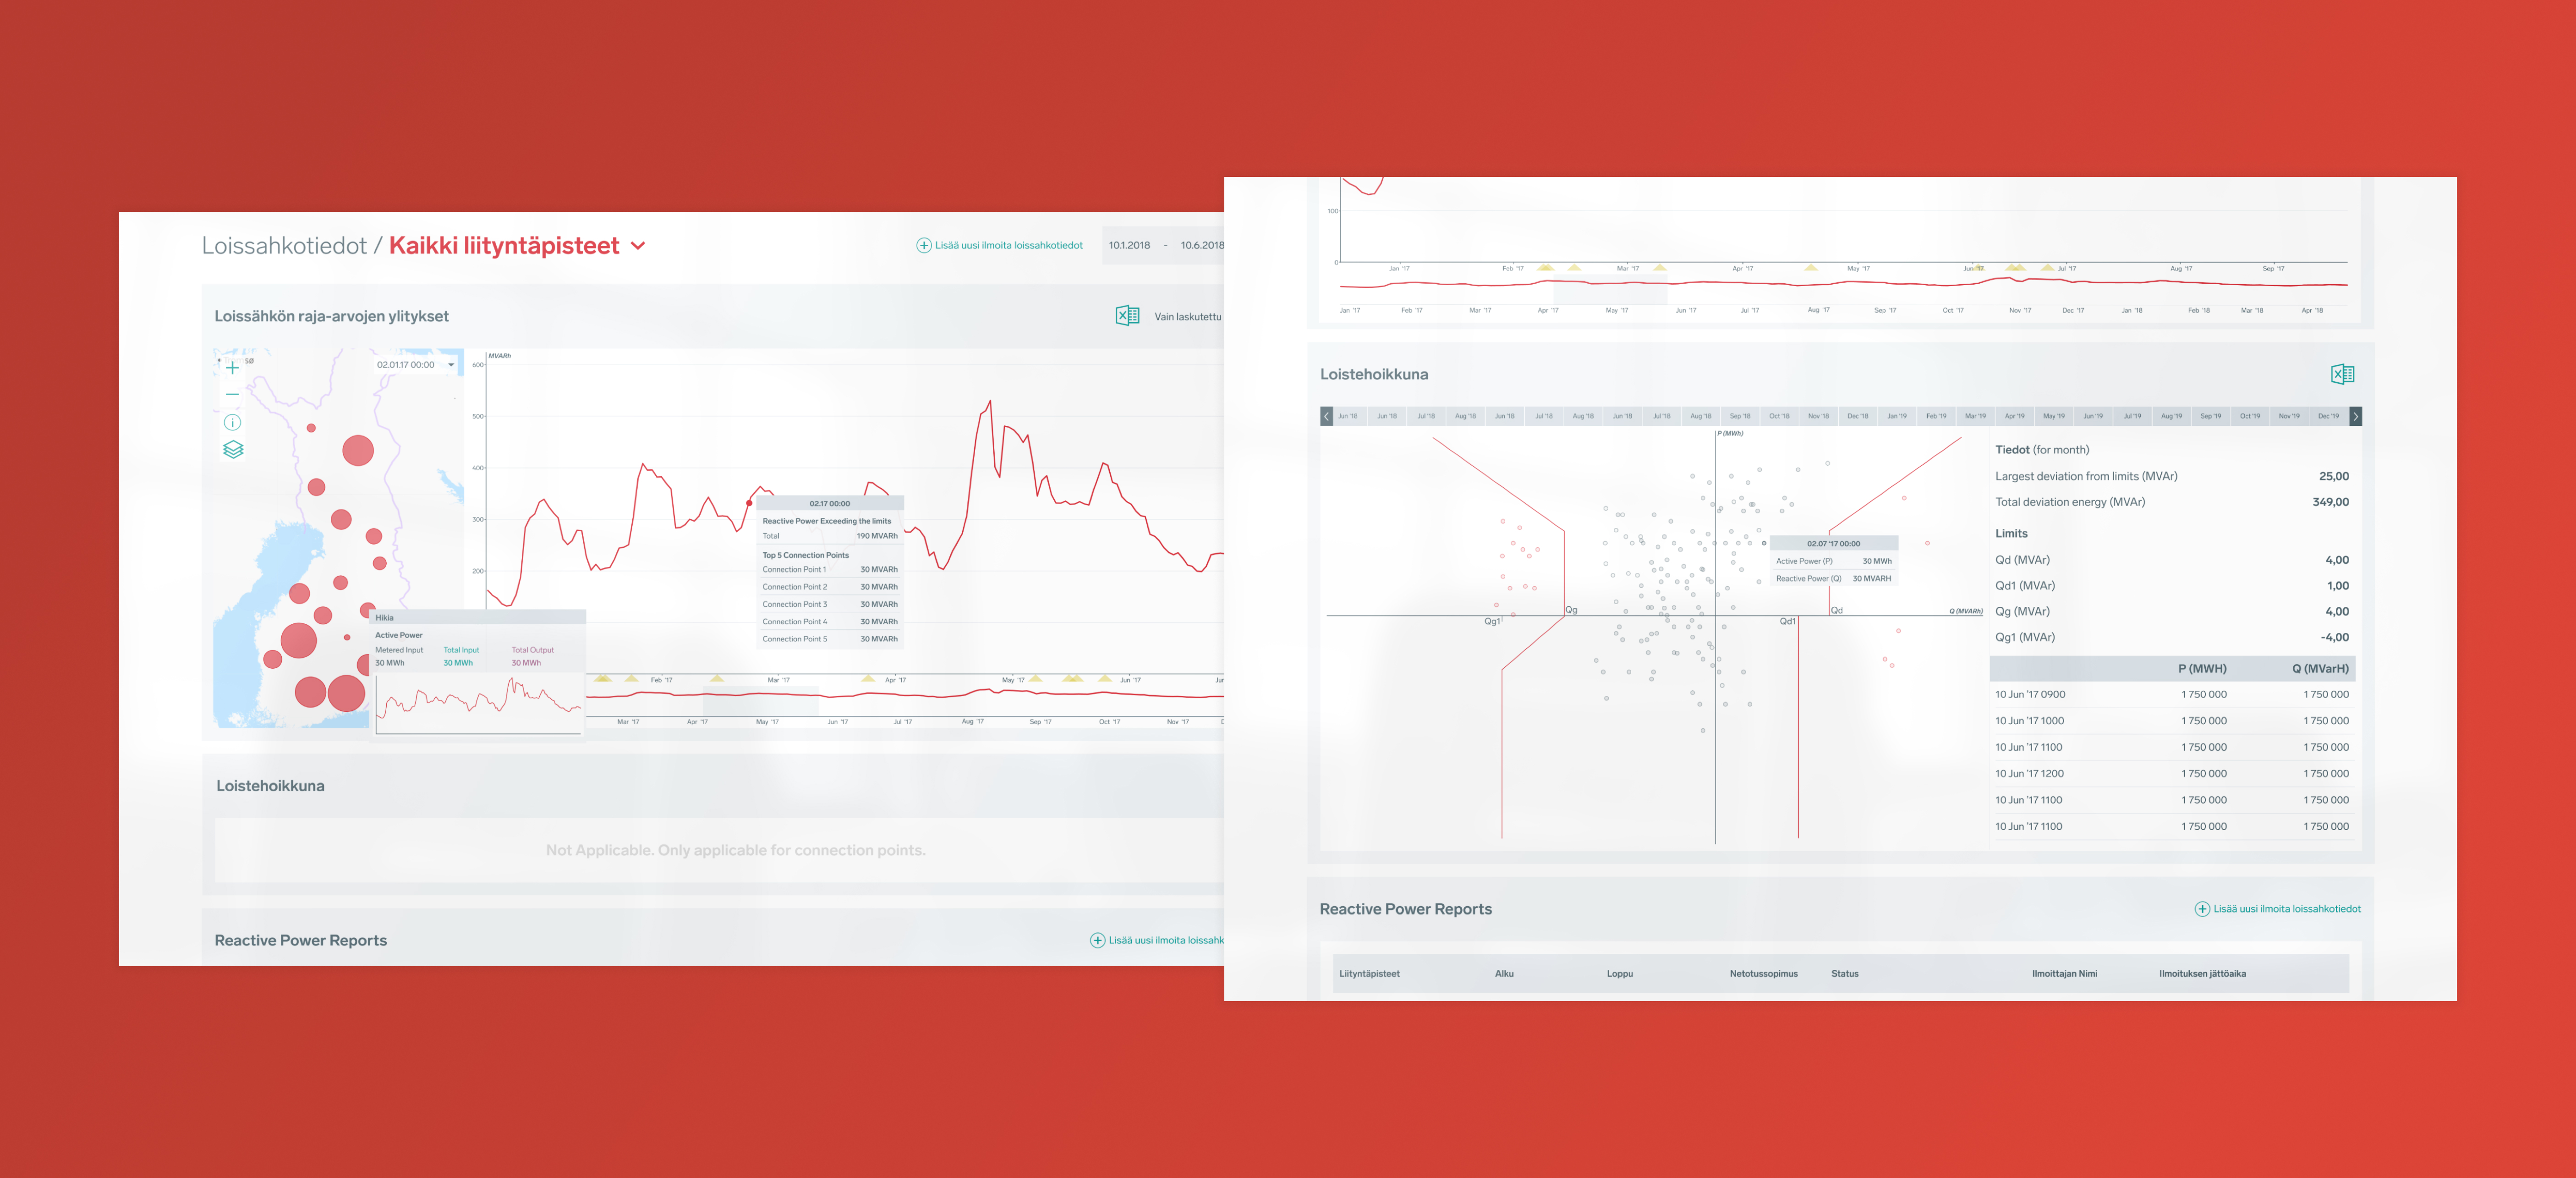 Loissahkotiedot / Kaikki liityntäpisteet
Lisää uusi ilmoita loissahkotiedot
10.1.2018 - 10.6.2018
Loissähkön raja-arvojen ylitykset
Vain laskutettu
02.01.17 00:00
MVARh
600
500
400
300
200
02.17 00:00
Reactive Power Exceeding the limits
Total 190 MVARh
Top 5 Connection Points
Connection Point 1 30 MVARh
Connection Point 2 30 MVARh
Connection Point 3 30 MVARh
Connection Point 4 30 MVARh
Connection Point 5 30 MVARh
Hikia
Active Power
Metered Input Total Input Total Output
30 MWh 30 MWh 30 MWh
Feb '17 Mar '17 Apr '17 May '17 Jun '17 Jun
Mar '17 Apr '17 May '17 Jun '17 Jul '17 Aug '17 Sep '17 Oct '17 Nov '17
Loistehoikkuna
Not Applicable. Only applicable for connection points.
Reactive Power Reports
Lisää uusi ilmoita loissahk
100
0
Jan '17 Feb '17 Mar '17 Apr '17 May '17 Jun '17 Jul '17 Aug '17 Sep '17
Jan '17 Feb '17 Mar '17 Apr '17 May '17 Jun '17 Jul '17 Aug '17 Sep '17 Oct '17 Nov '17 Dec '17 Jan '18 Feb '18 Mar '18 Apr '18
Loistehoikkuna
Jun '18 Jun '18 Jul '18 Aug '18 Jun '18 Jul '18 Aug '18 Jun '18 Jul '18 Aug '18 Sep '18 Oct '18 Nov '18 Dec '18 Jan '19 Feb '19 Mar '19 Apr '19 May '19 Jun '19 Jul '19 Aug '19 Sep '19 Oct '19 Nov '19 Dec '19
P (MWh)
Q (MVARh)
Qg
Qg1
Qd
Qd1
02.07 '17 00:00
Active Power (P) 30 MWh
Reactive Power (Q) 30 MVARH
Tiedot (for month)
Largest deviation from limits (MVAr) 25,00
Total deviation energy (MVAr) 349,00
Limits
Qd (MVAr) 4,00
Qd1 (MVAr) 1,00
Qg (MVAr) 4,00
Qg1 (MVAr) -4,00
P (MWH) Q (MVarH)
10 Jun '17 0900 1 750 000 1 750 000
10 Jun '17 1000 1 750 000 1 750 000
10 Jun '17 1100 1 750 000 1 750 000
10 Jun '17 1200 1 750 000 1 750 000
10 Jun '17 1100 1 750 000 1 750 000
10 Jun '17 1100 1 750 000 1 750 000
Reactive Power Reports
Lisää uusi ilmoita loissahkotiedot
Liityntäpisteet Alku Loppu Netotussopimus Status Ilmoittajan Nimi Ilmoituksen jättöaika